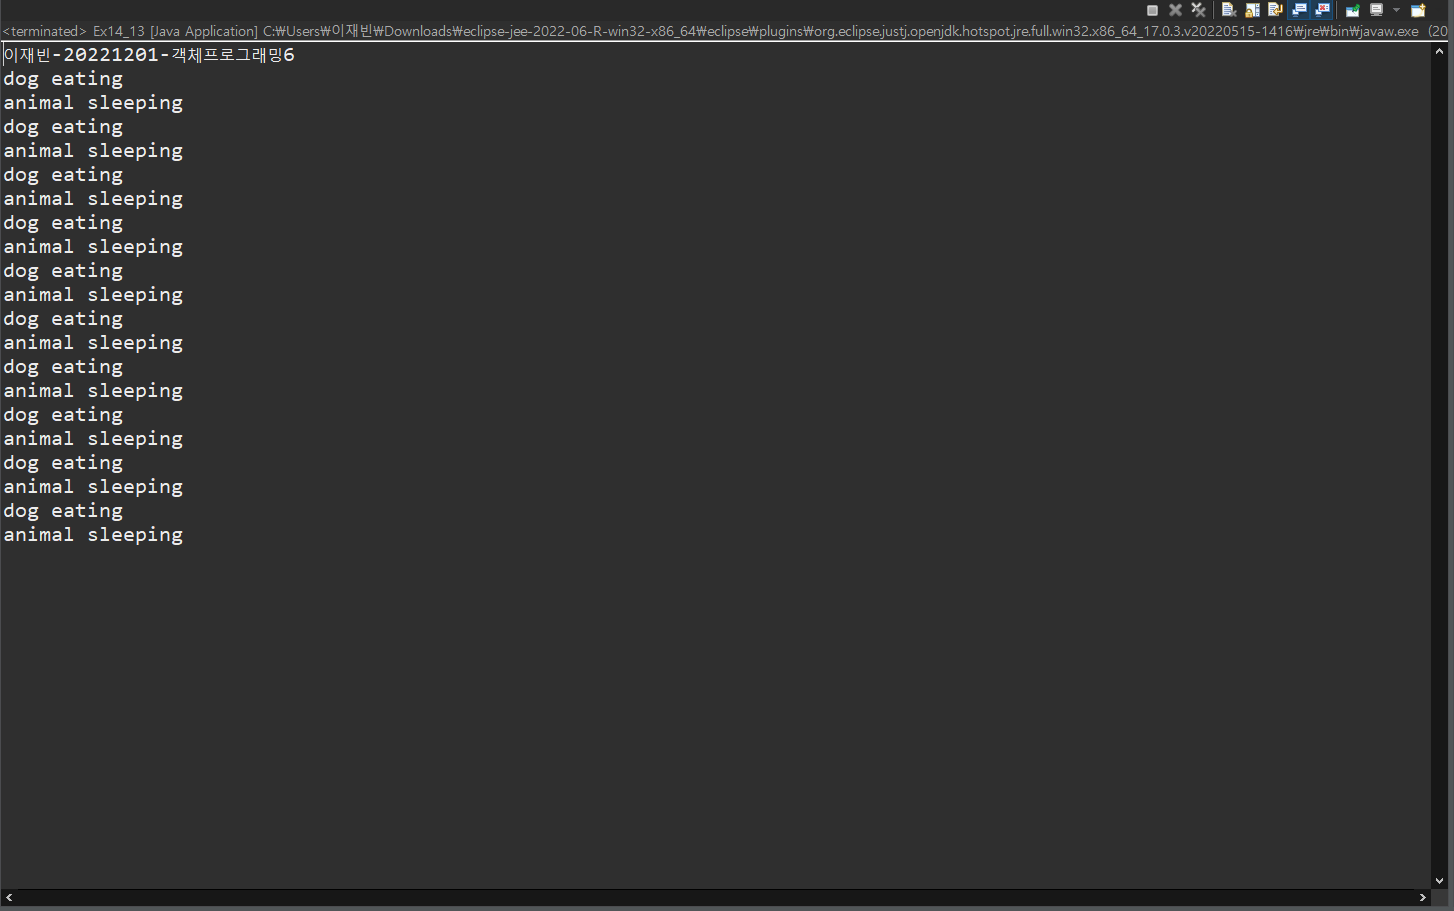 <terminated> Ex14_13 [Java Application] C:₩Users₩이재빈₩Downloads₩eclipse-jee-2022-06-R-win32-x86_64₩eclipse₩plugins₩org.eclipse.justj.openjdk.hotspot.jre.full.win32.x86_64_17.0.3.v20220515-1416₩jre₩bin₩javaw.exe (20
이재빈-20221201-객체프로그래밍6
dog eating
animal sleeping
dog eating
animal sleeping
dog eating
animal sleeping
dog eating
animal sleeping
dog eating
animal sleeping
dog eating
animal sleeping
dog eating
animal sleeping
dog eating
animal sleeping
dog eating
animal sleeping
dog eating
animal sleeping